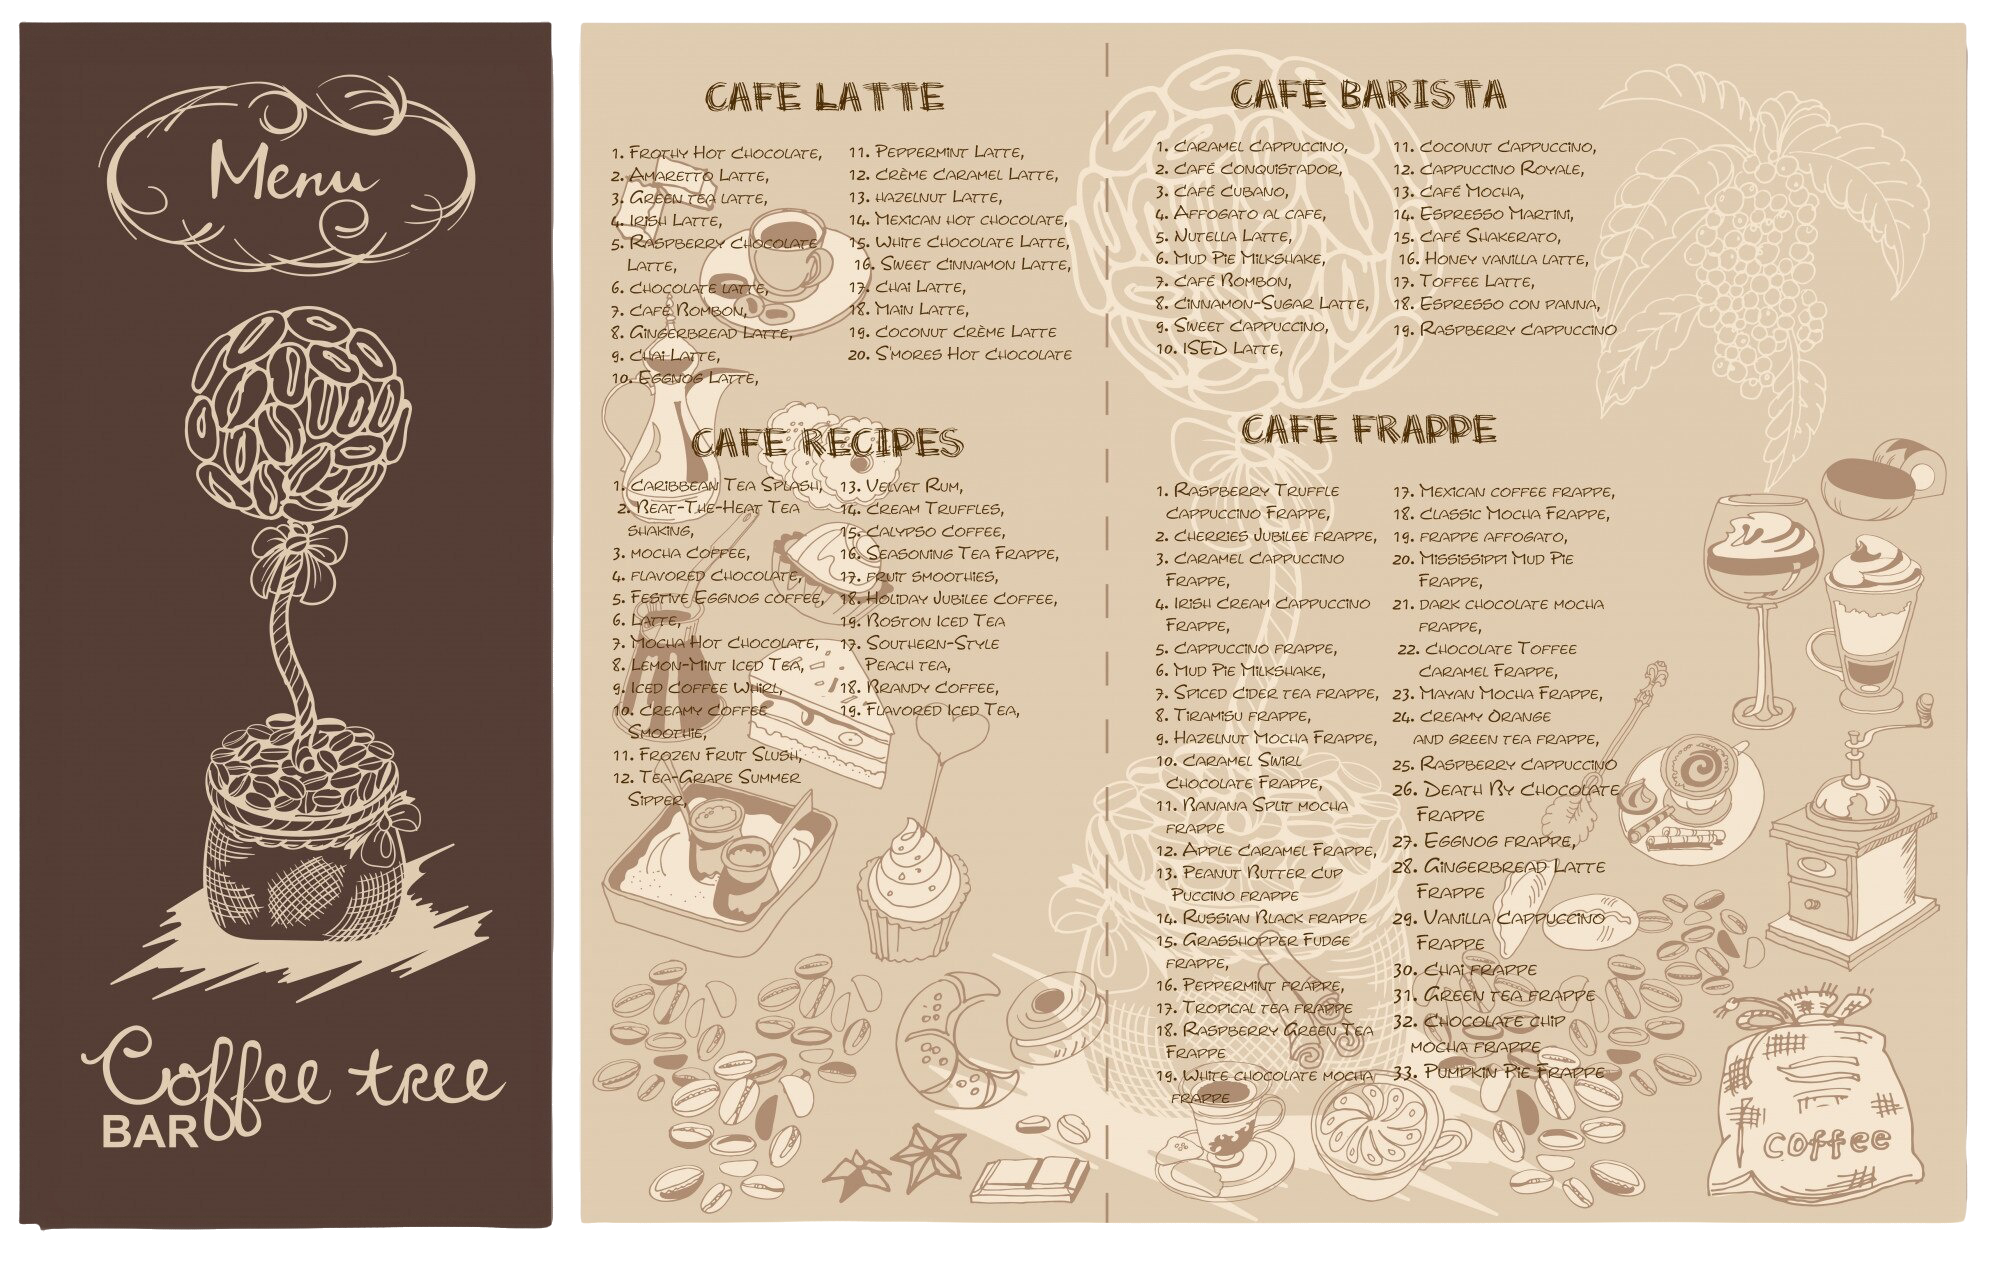 Menu
Coffee tree
BAR
CAFE LATTE
1. Frothy Hot Chocolate,
2. Amaretto Latte,
3. Green tea latte,
4. Irish Latte,
5. Raspberry Chocolate
Latte,
6. Chocolate latte,
7. Café Bombon,
8. Gingerbread Latte,
9. Chai Latte,
10. Eggnog Latte,
11. Peppermint Latte,
12. Crème Caramel Latte,
13. hazelnut Latte,
14. Mexican hot chocolate,
15. White Chocolate Latte,
16. Sweet Cinnamon Latte,
17. Chai Latte,
18. Main Latte,
19. Coconut Crème Latte
20. S'mores Hot Chocolate
CAFE RECIPES
1. Caribbean Tea Splash,
2. Beat-The-Heat Tea
shaking,
3. mocha Coffee,
4. flavored Chocolate,
5. Festive Eggnog coffee,
6. Latte,
7. Mocha Hot Chocolate,
8. Lemon-Mint Iced Tea,
9. Iced Coffee Whirl,
10. Creamy Coffee
Smoothie,
11. Frozen Fruit Slush,
12. Tea-Grape Summer
Sipper,
13. Velvet Rum,
14. Cream Truffles,
15. Calypso Coffee,
16. Seasoning Tea Frappe,
17. fruit smoothies,
18. Holiday Jubilee Coffee,
19. Boston Iced Tea
17. Southern-Style
Peach tea,
18. Brandy Coffee,
19. Flavored Iced Tea,
CAFE BARISTA
1. Caramel Cappuccino,
2. Café Conquistador,
3. Café Cubano,
4. Affogato al cafe,
5. Nutella Latte,
6. Mud Pie Milkshake,
7. Café Bombon,
8. Cinnamon-Sugar Latte,
9. Sweet Cappuccino,
10. ISED Latte,
11. Coconut Cappuccino,
12. Cappuccino Royale,
13. Café Mocha,
14. Espresso Martini,
15. Café Shakerato,
16. Honey vanilla latte,
17. Toffee Latte,
18. Espresso con panna,
19. Raspberry Cappuccino
CAFE FRAPPE
1. Raspberry Truffle
Cappuccino Frappe,
2. Cherries Jubilee frappe,
3. Caramel Cappuccino
Frappe,
4. Irish Cream Cappuccino
Frappe,
5. Cappuccino frappe,
6. Mud Pie Milkshake,
7. Spiced Cider tea frappe,
8. Tiramisu frappe,
9. Hazelnut Mocha Frappe,
10. Caramel Swirl
Chocolate Frappe,
11. Banana Split mocha
frappe
12. Apple Caramel Frappe,
13. Peanut Butter Cup
Puccino frappe
14. Russian Black frappe
15. Grasshopper Fudge
frappe,
16. Peppermint frappe,
17. Tropical tea frappe
18. Raspberry Green Tea
Frappe
19. White chocolate mocha
frappe
17. Mexican coffee frappe,
18. Classic Mocha Frappe,
19. frappe affogato,
20. Mississippi Mud Pie
Frappe,
21. dark chocolate mocha
frappe,
22. Chocolate Toffee
Caramel Frappe,
23. Mayan Mocha Frappe,
24. Creamy Orange
and green tea frappe,
25. Raspberry Cappuccino
26. Death By Chocolate
Frappe
27. Eggnog frappe,
28. Gingerbread Latte
Frappe
29. Vanilla Cappuccino
Frappe
30. Chai frappe
31. Green tea frappe
32. Chocolate chip
mocha frappe
33. Pumpkin Pie Frappe
coffee